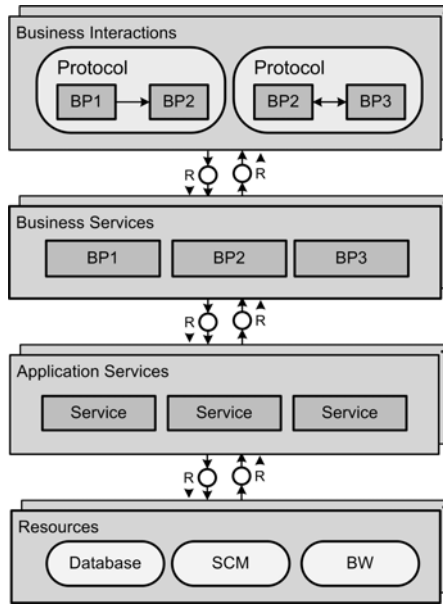 Business Interactions
Protocol
BP1
BP2
Protocol
BP2
BP3
R
R
Business Services
BP1
BP2
BP3
R
R
Application Services
Service
Service
Service
R
R
Resources
Database
SCM
BW